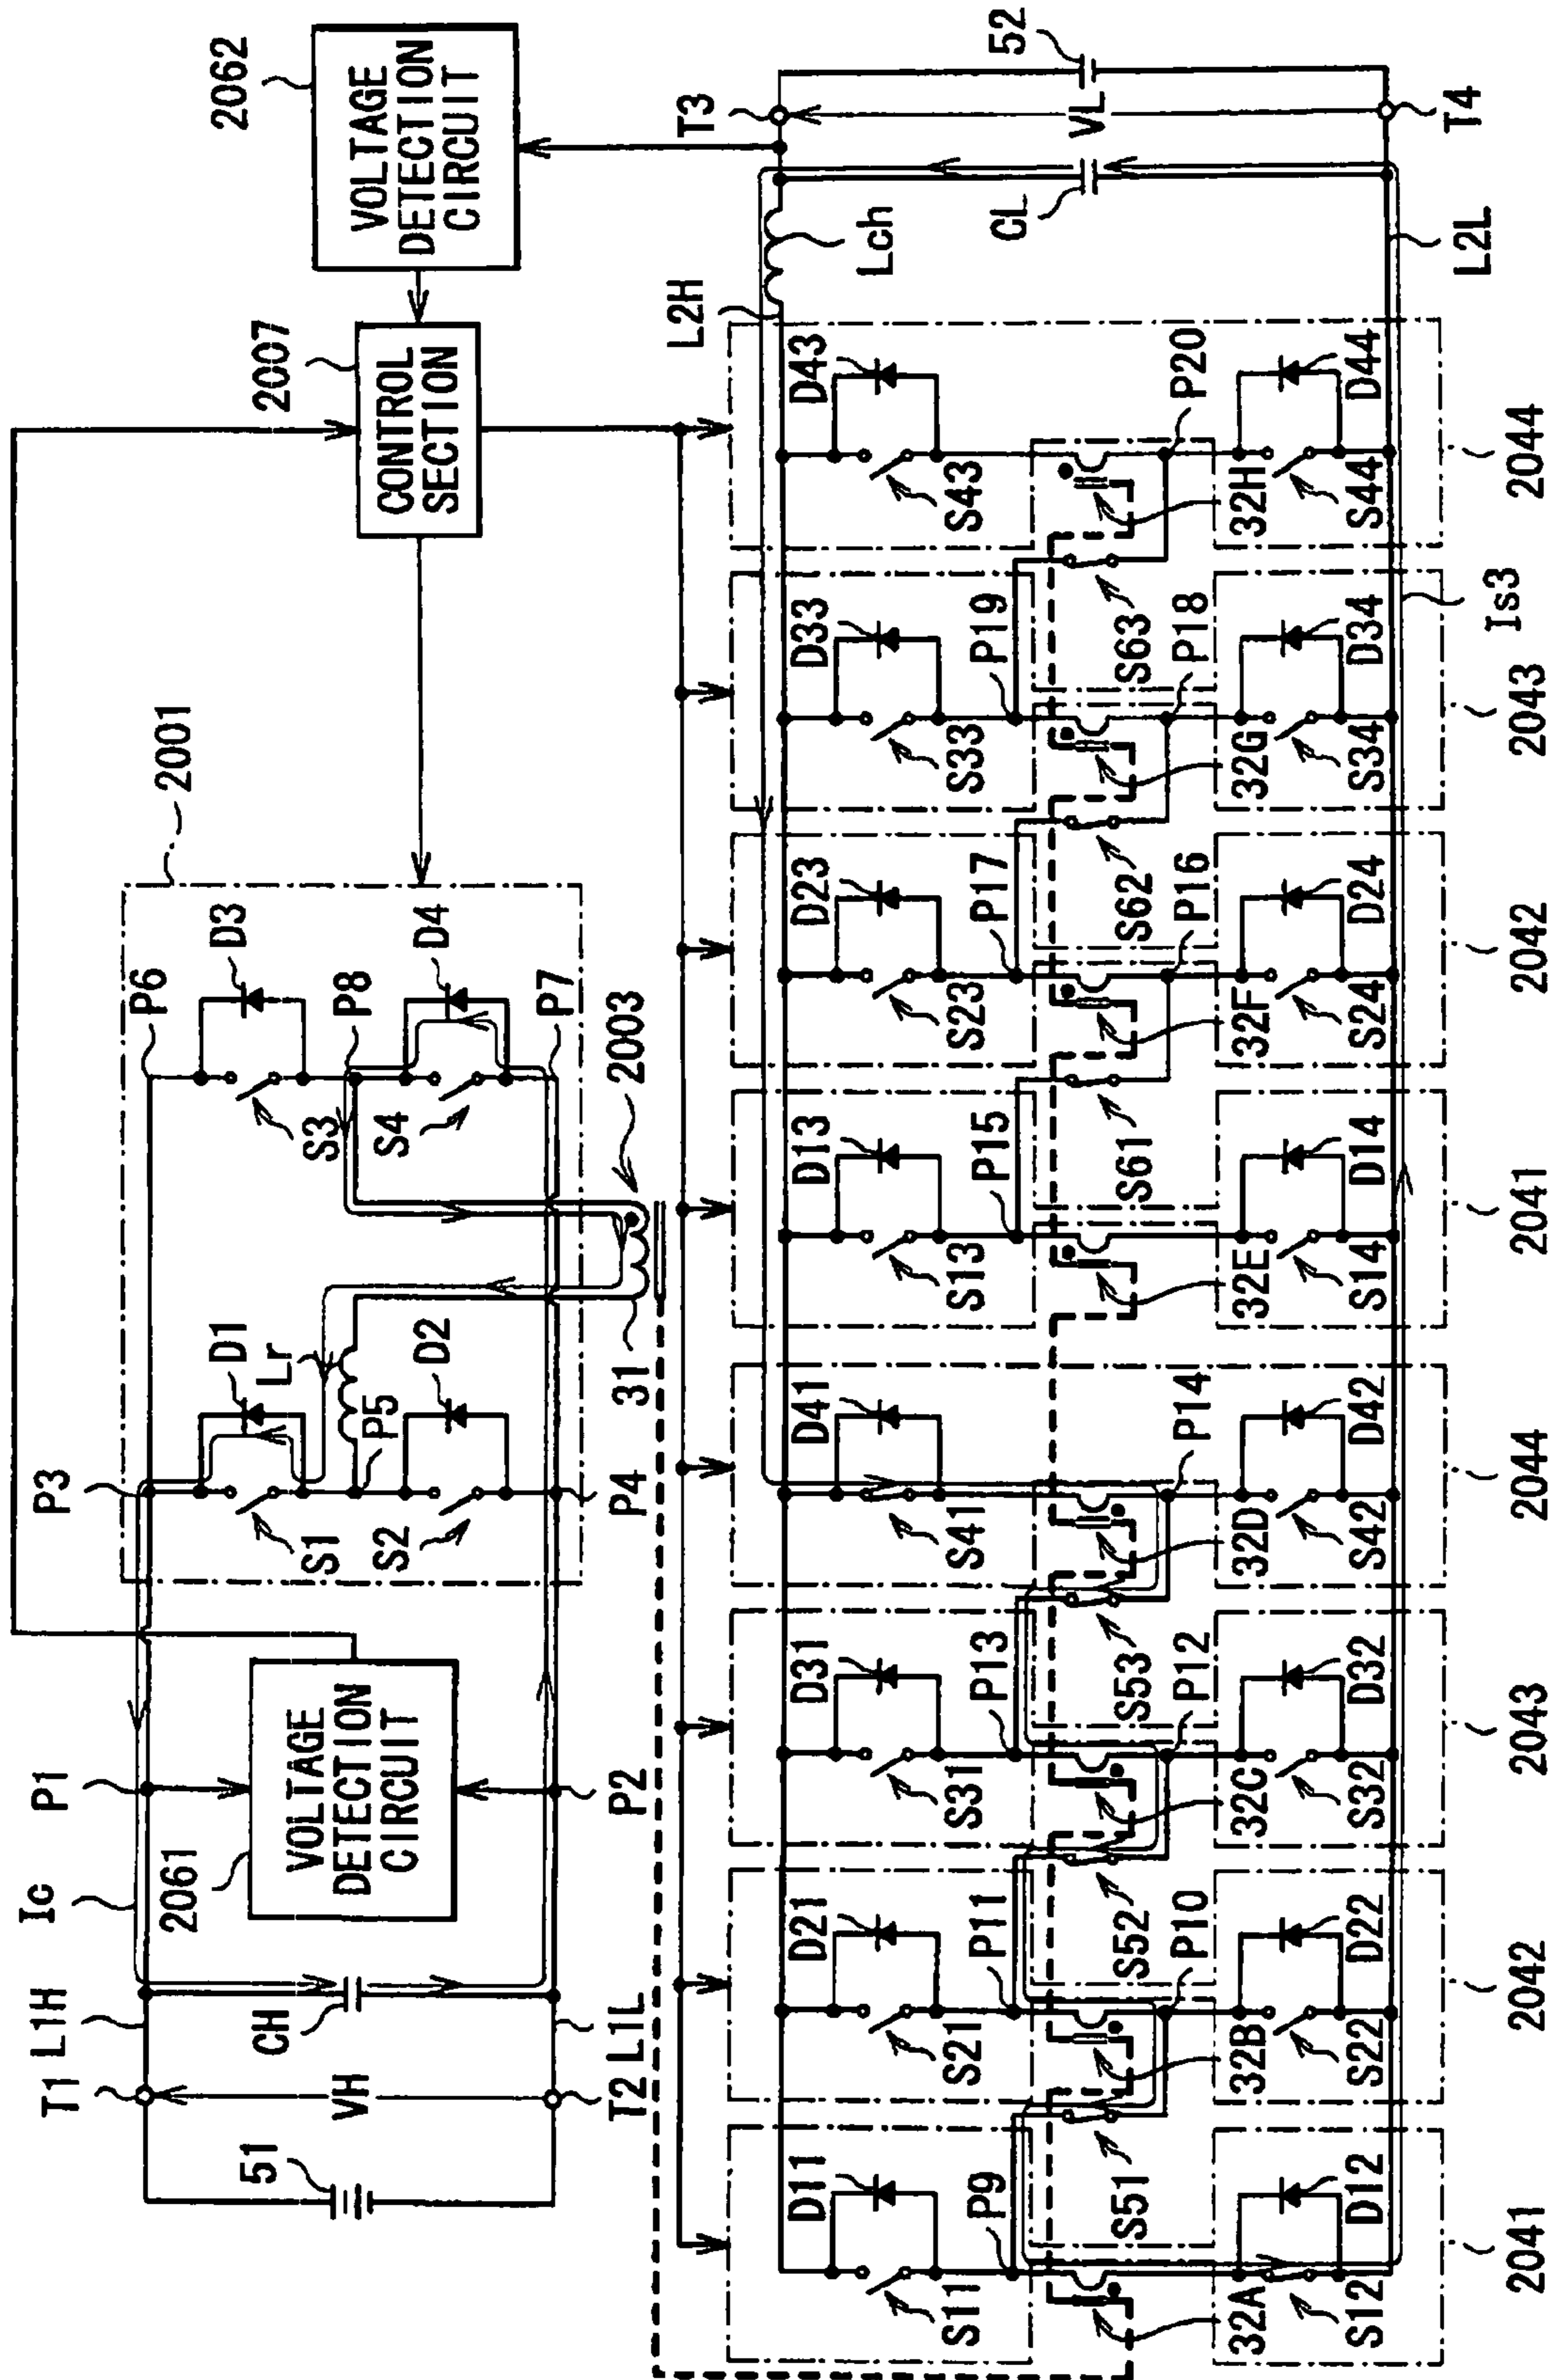 2062
VOLTAGE
DETECTION
CIRCUIT
2007
CONTROL
SECTION
2001
P6
D3
P8
D4
P7
S3
S4
2003
P3
D1
Lr
P5
D2
31
S1
S2
P4
P1
VOLTAGE
DETECTION
CIRCUIT
2061
P2
Ic
L1H
CH
L1L
T1
VH
T2
51
T3
52
VL
T4
Lch
CL
L2L
L2H
D43
S43
P20
32H
D44
S44
2044
D33
S33
P19
S63
P18
32G
D34
S34
2043
Is3
D23
S23
P17
S62
P16
32F
D24
S24
2042
D13
S13
P15
S61
32E
D14
S14
2041
D41
S41
P14
32D
D42
S42
2044
D31
S31
P13
S53
P12
32C
D32
S32
2043
D21
S21
P11
S52
P10
32B
D22
S22
2042
D11
S11
P9
S51
32A
D12
S12
2041